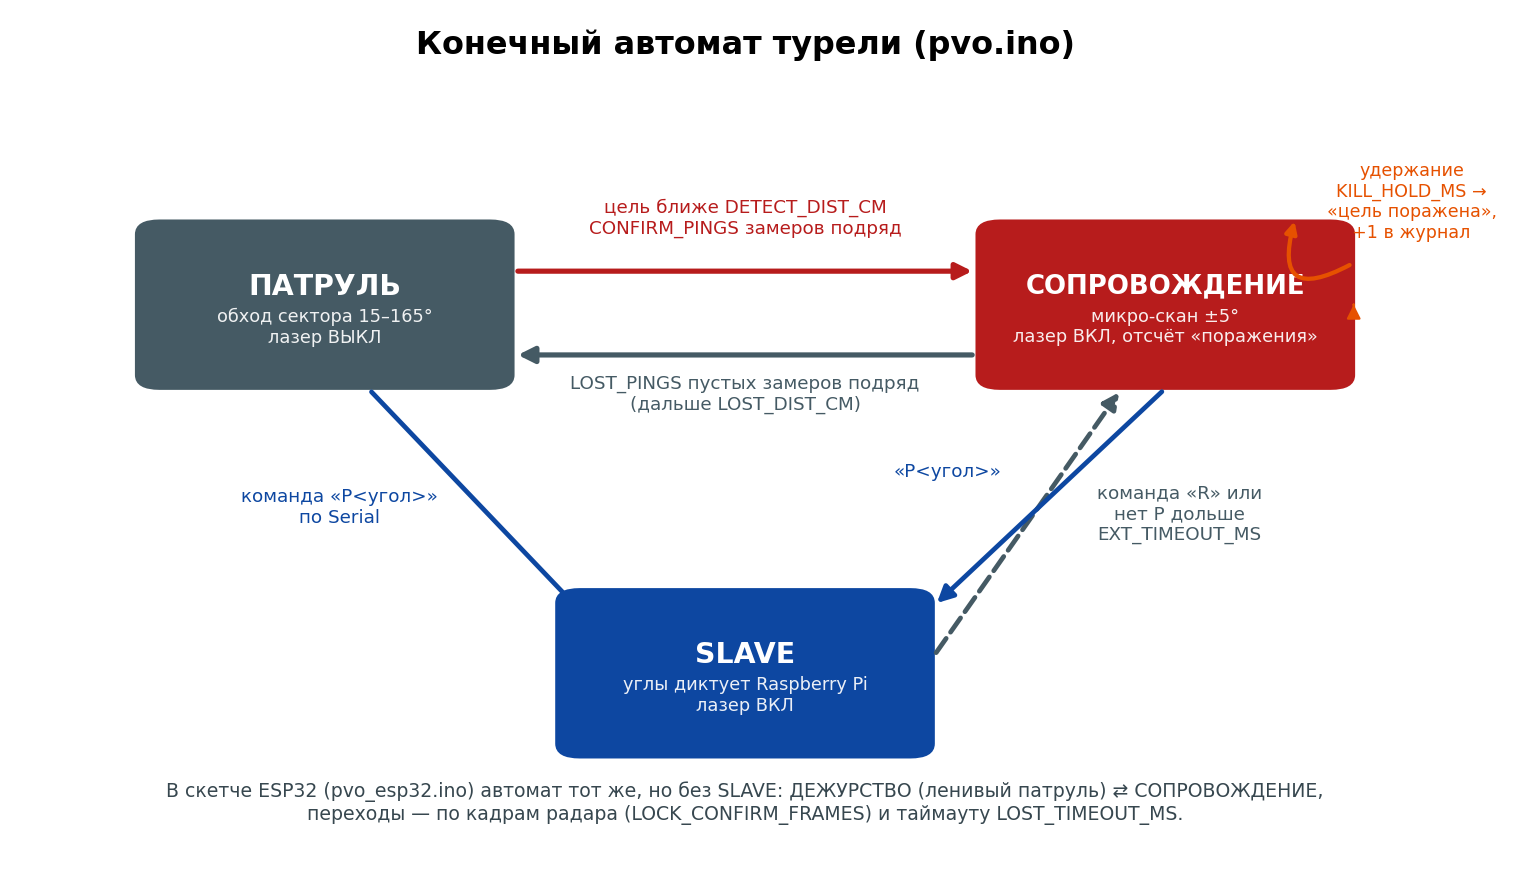 Конечный автомат турели (pvo.ino)
удержание
KILL_HOLD_MS →
«цель поражена»,
+1 в журнал
цель ближе DETECT_DIST_CM
CONFIRM_PINGS замеров подряд
ПАТРУЛЬ
обход сектора 15–165°
лазер ВЫКЛ
СОПРОВОЖДЕНИЕ
микро-скан ±5°
лазер ВКЛ, отсчёт «поражения»
LOST_PINGS пустых замеров подряд
(дальше LOST_DIST_CM)
«P<угол>»
команда «P<угол>»
по Serial
команда «R» или
нет P дольше
EXT_TIMEOUT_MS
SLAVE
углы диктует Raspberry Pi
лазер ВКЛ
В скетче ESP32 (pvo_esp32.ino) автомат тот же, но без SLAVE: ДЕЖУРСТВО (ленивый патруль) ⇄ СОПРОВОЖДЕНИЕ,
переходы — по кадрам радара (LOCK_CONFIRM_FRAMES) и таймауту LOST_TIMEOUT_MS.